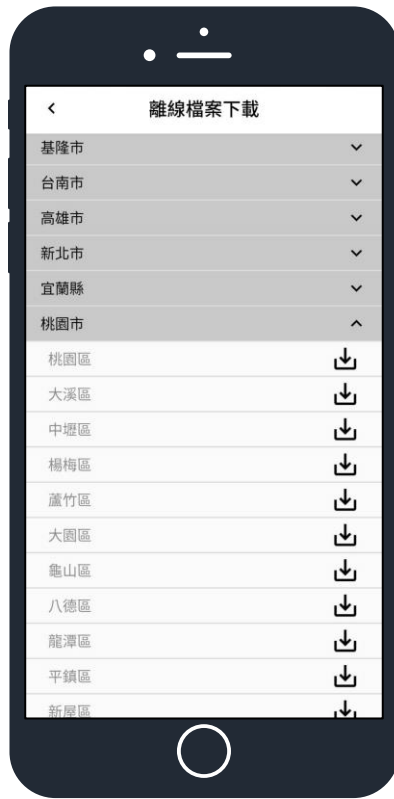 離線檔案下載
基隆市
台南市
高雄市
新北市
宜蘭縣
桃園市
桃園區
大溪區
中壢區
楊梅區
蘆竹區
大園區
龜山區
八德區
龍潭區
平鎮區
新屋區